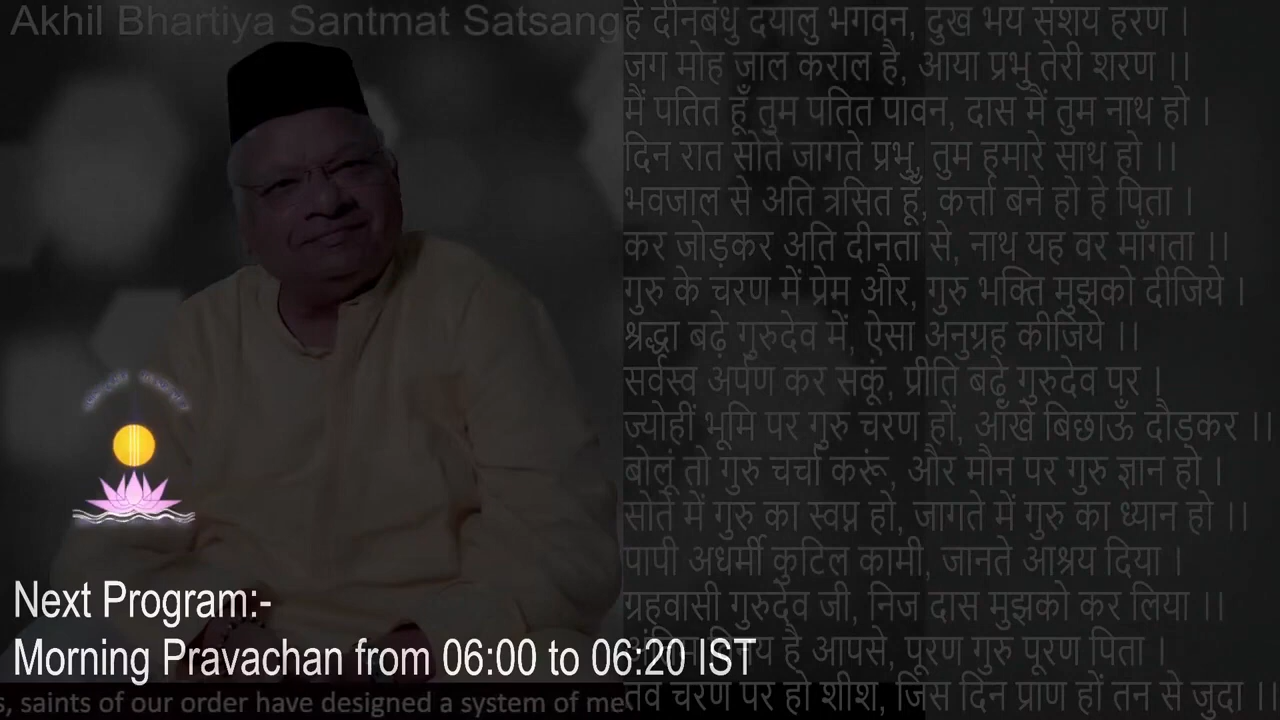 Akhil Bhartiya Santmat Satsang
हे दीनबंधु दयालु भगवन, दुख भय संशय हरण ।
जग मोह जाल कराल है, आया प्रभु तेरी शरण ।।
मैं पतित हूँ तुम पतित पावन, दास मैं तुम नाथ हो ।
दिन रात सोते जागते प्रभु, तुम हमारे साथ हो ।।
भवजाल से अति त्रसित हूँ, कर्त्ता बने हो हे पिता ।
कर जोड़कर अति दीनता से, नाथ यह वर माँगता ।।
गुरु के चरण में प्रेम और, गुरु भक्ति मुझको दीजिये ।
श्रद्धा बढ़े गुरुदेव में, ऐसा अनुग्रह कीजिये ।।
सर्वस्व अर्पण कर सकूं, प्रीति बढ़े गुरुदेव पर ।
ज्योहीं भूमि पर गुरु चरण हों, आँखें बिछाऊँ दौड़कर ।।
बोलूं तो गुरु चर्चा करूं, और मौन पर गुरु ज्ञान हो ।
सोते में गुरु का स्वप्न हो, जागते में गुरु का ध्यान हो ।।
पापी अधर्मी कुटिल कामी, जानते आश्रय दिया ।
ग्रहवासी गुरुदेव जी, निज दास मुझको कर लिया ।।
है आपसे, पूरण गुरु पूरण पिता ।
तव चरण पर हो शीश, जिस दिन प्राण हों तन से जुदा ।।
Next Program:-
Morning Pravachan from 06:00 to 06:20 IST
s, saints of our order have designed a system of me